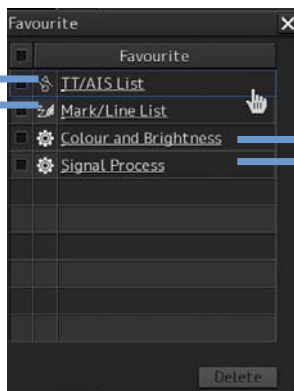 Favourite
Favourite
TT/AIS List
Mark/Line List
Colour and Brightness
Signal Process
Delete